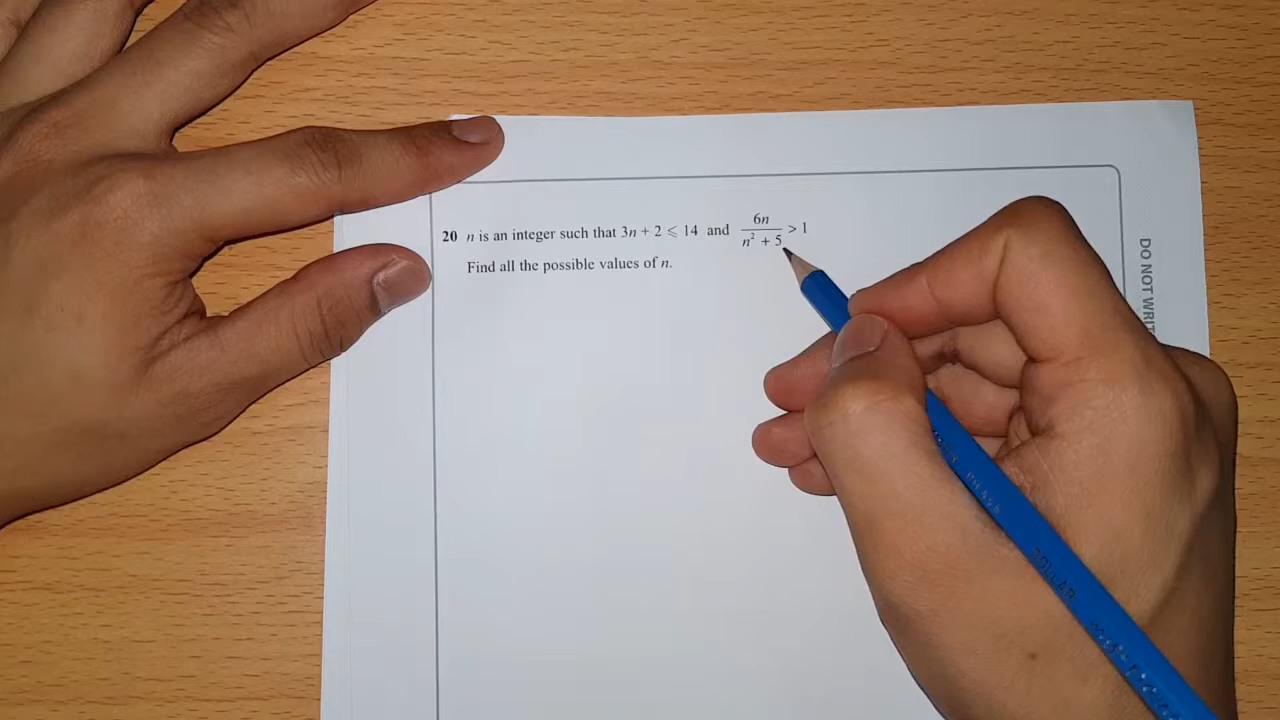 20 n is an integer such that 3n + 2 ⩽ 14 and 6n / (n² + 5) > 1
Find all the possible values of n.
DO NOT WRIT